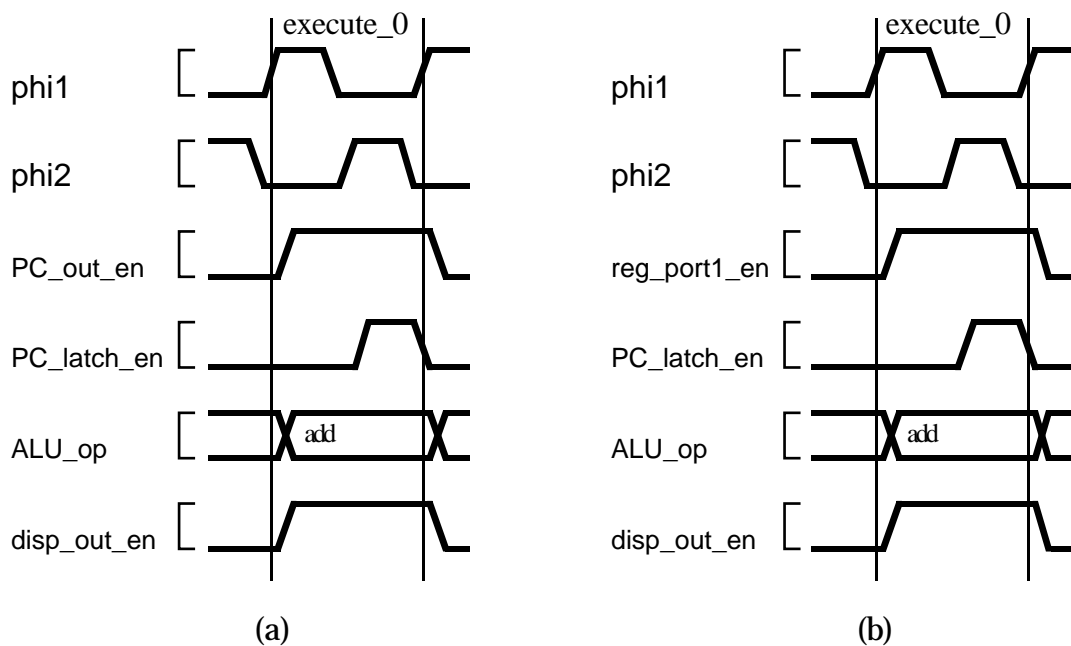 execute_0
phi1
phi2
PC_out_en
PC_latch_en
ALU_op
add
disp_out_en
(a)
execute_0
phi1
phi2
reg_port1_en
PC_latch_en
ALU_op
add
disp_out_en
(b)